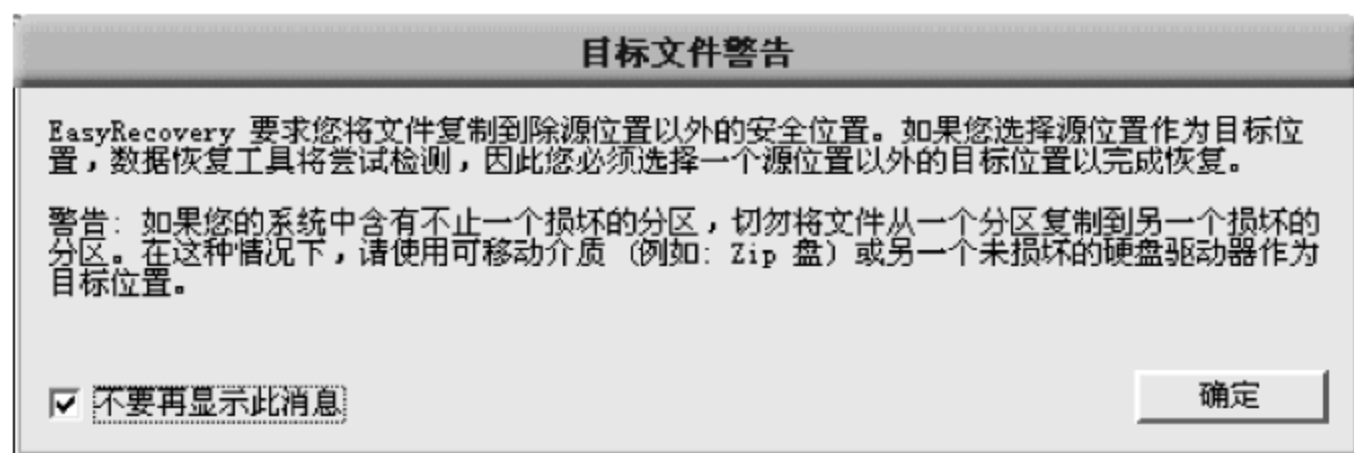 目标文件警告
EasyRecovery 要求您将文件复制到除源位置以外的安全位置。如果您选择源位置作为目标位
置，数据恢复工具将尝试检测，因此您必须选择一个源位置以外的目标位置以完成恢复。
警告: 如果您的系统中含有不止一个损坏的分区，切勿将文件从一个分区复制到另一个损坏的
分区。在这种情况下，请使用可移动介质 (例如: Zip 盘) 或另一个未损坏的硬盘驱动器作为
目标位置。
不要再显示此消息
确定